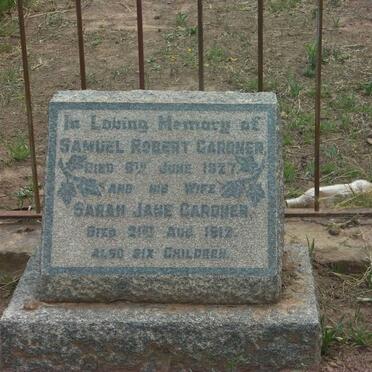 In Loving Memory of
SAMUEL ROBERT GARDNER
DIED 6TH JUNE 1927
AND HIS WIFE
SARAH JANE GARDNER,
DIED 21ST AUG. 1912.
ALSO SIX CHILDREN.